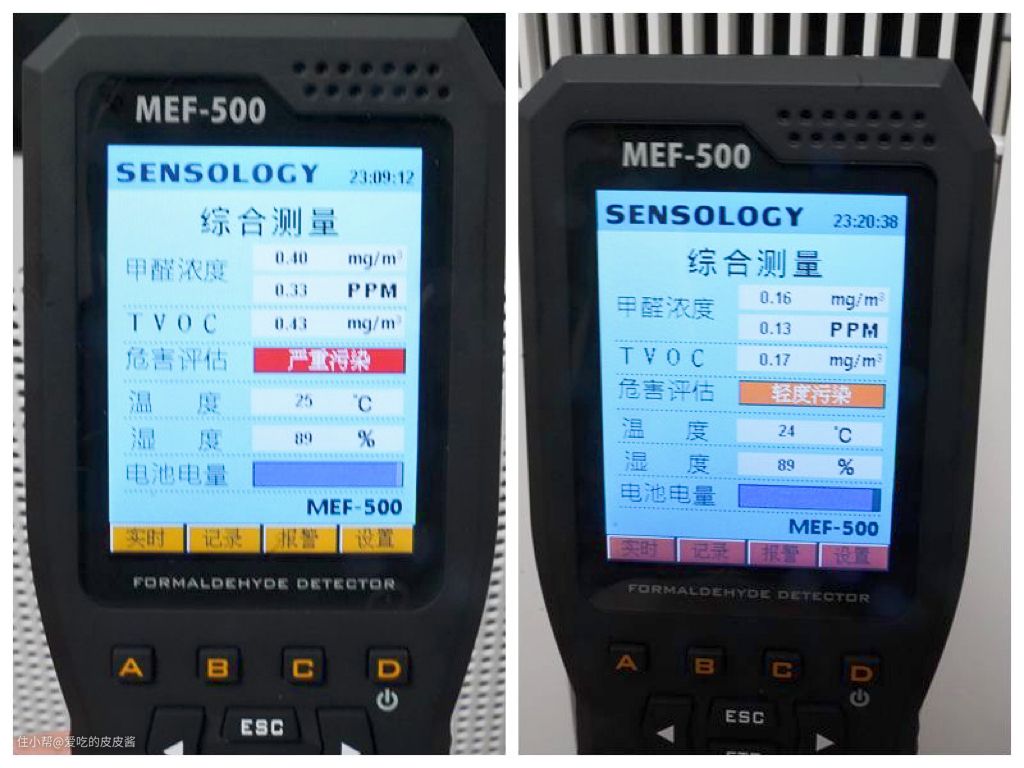 MEF-500
SENSOLOGY 23:09:12
综合测量
甲醛浓度 0.40 mg/m³
0.33 PPM
TVOC 0.43 mg/m³
危害评估 严重污染
温度 25 ℃
湿度 89 %
电池电量
MEF-500
实时 记录 报警 设置
FORMALDEHYDE DETECTOR
A B C D
ESC
住小帮@爱吃的皮皮酱
MEF-500
SENSOLOGY 23:20:38
综合测量
甲醛浓度 0.16 mg/m³
0.13 PPM
TVOC 0.17 mg/m³
危害评估 轻度污染
温度 24 ℃
湿度 89 %
电池电量
MEF-500
实时 记录 报警 设置
FORMALDEHYDE DETECTOR
A B C D
ESC